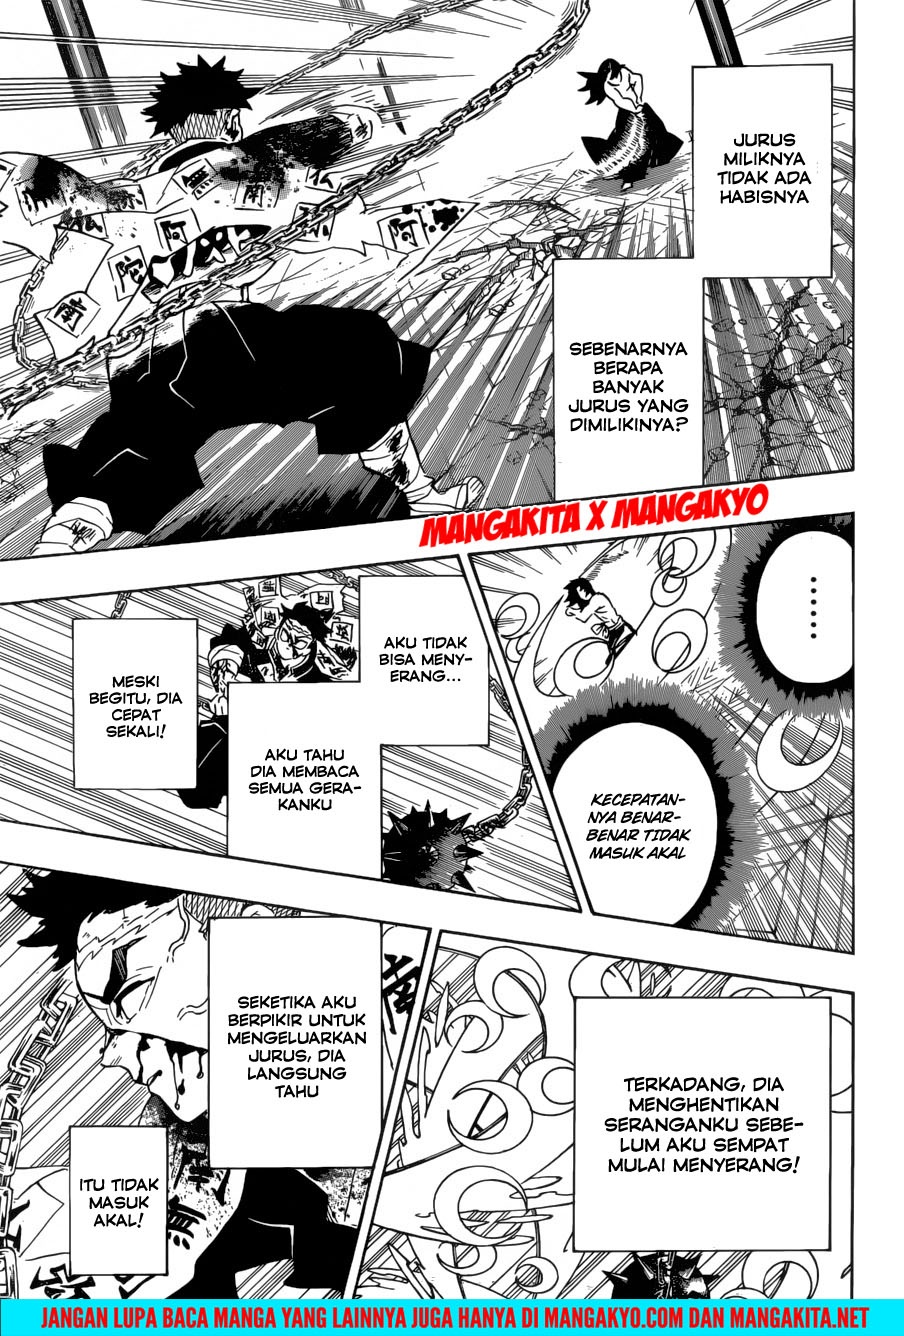 JURUS
MILIKNYA
TIDAK ADA
HABISNYA
SEBENARNYA
BERAPA
BANYAK
JURUS YANG
DIMILIKINYA?
MANGAKITA X MANGAKYO
......
KECEPATAN-
NYA BENAR-
BENAR TIDAK
MASUK AKAL
AKU TIDAK
BISA MENY-
ERANG...
AKU TAHU
DIA MEMBACA
SEMUA GERA-
KANKU
MESKI
BEGITU, DIA
CEPAT
SEKALI!
TERKADANG, DIA
MENGHENTIKAN
SERANGANKU SEBE-
LUM AKU SEMPAT
MULAI MENYERANG!
SEKETIKA AKU
BERPIKIR UNTUK
MENGELUARKAN
JURUS, DIA
LANGSUNG
TAHU
ITU TIDAK
MASUK
AKAL!
JANGAN LUPA BACA MANGA YANG LAINNYA JUGA HANYA DI MANGAKYO.COM DAN MANGAKITA.NET